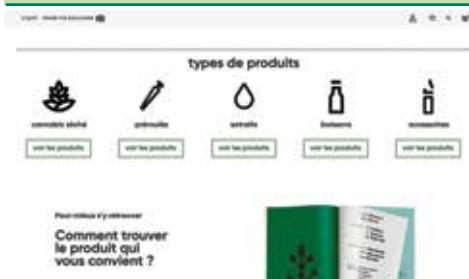 types de produits
cannabis séché
préroulés
extraits
boissons
accessoires
voir les produits
voir les produits
voir les produits
voir les produits
voir les produits
Pour mieux s'y retrouver
Comment trouver
le produit qui
vous convient ?